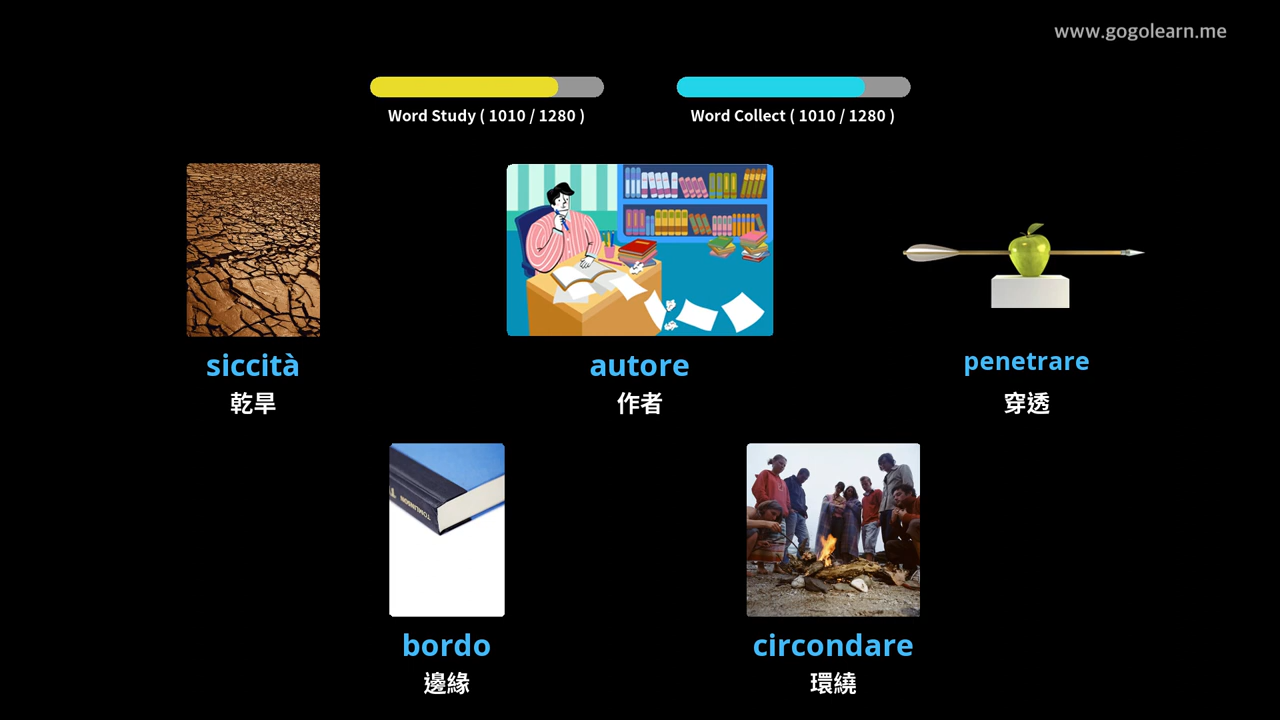 www.gogolearn.me
Word Study ( 1010 / 1280 )
Word Collect ( 1010 / 1280 )
siccità
乾旱
autore
作者
penetrare
穿透
TOMLINSON
bordo
邊緣
circondare
環繞